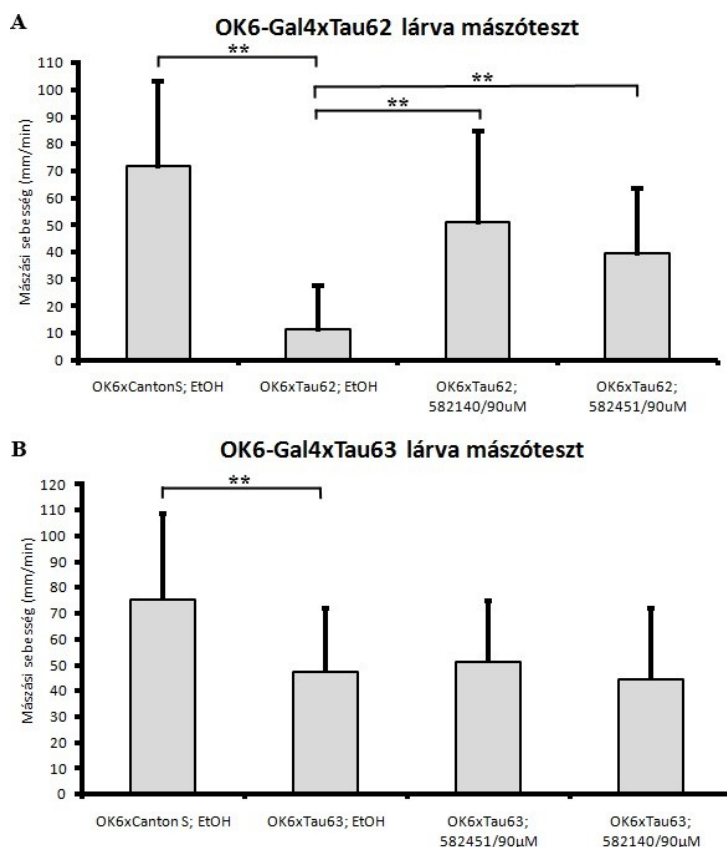 A
OK6-Gal4xTau62 lárva mászóteszt
Mászási sebesség (mm/min)
110
100
90
80
70
60
50
40
30
20
10
0
**
**
**
OK6xCantonS; EtOH
OK6xTau62; EtOH
OK6xTau62;
582140/90uM
OK6xTau62;
582451/90uM
B
OK6-Gal4xTau63 lárva mászóteszt
Mászási sebesség (mm/min)
120
110
100
90
80
70
60
50
40
30
20
10
0
**
OK6xCanton S; EtOH
OK6xTau63; EtOH
OK6xTau63;
582451/90µM
OK6xTau63;
582140/90µM